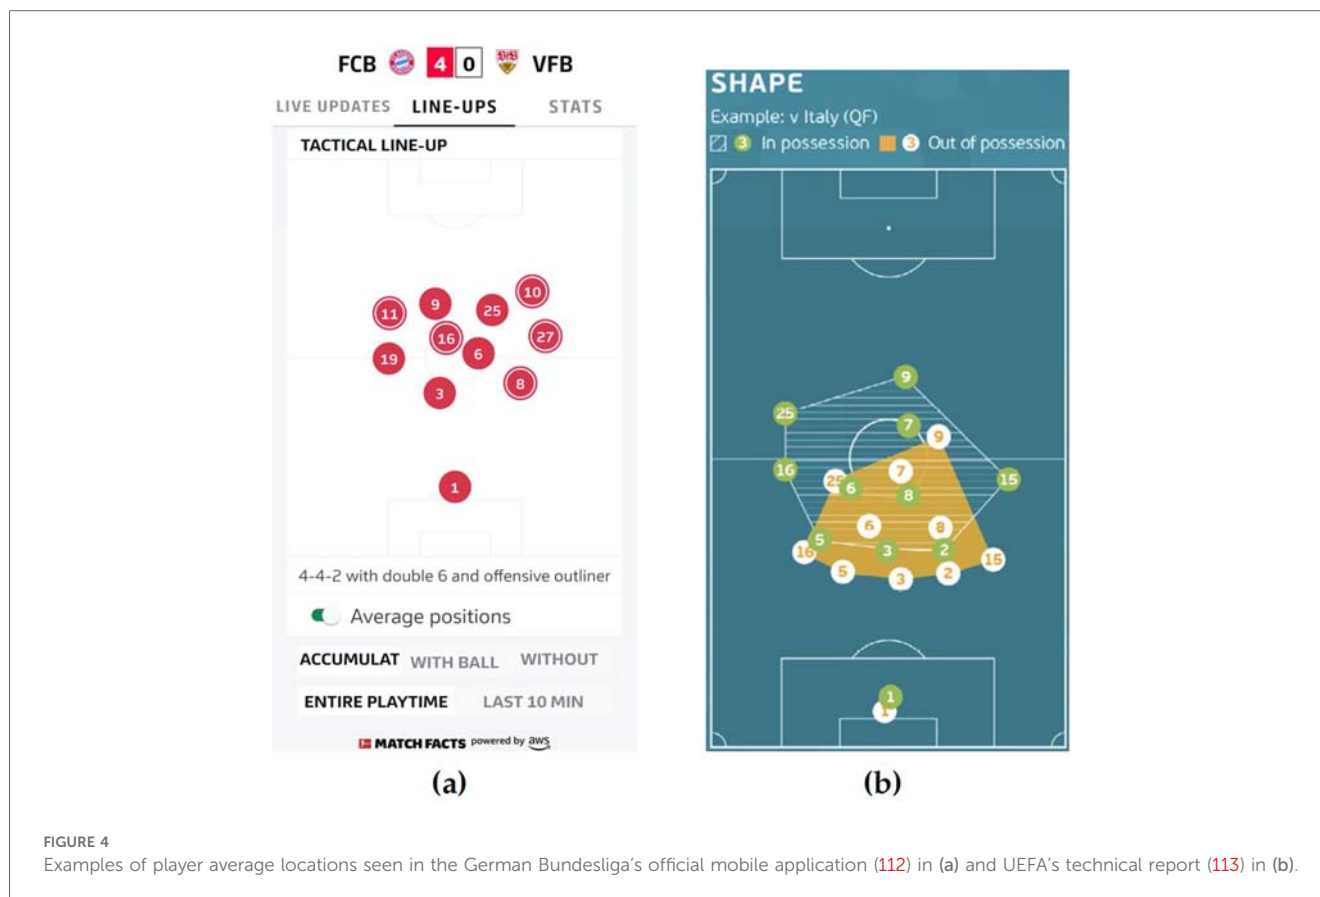 FCB 4 0 VFB
LIVE UPDATES LINE-UPS STATS
TACTICAL LINE-UP
10
9
11
25
16
27
6
19
8
3
1
4-4-2 with double 6 and offensive outliner
Average positions
ACCUMULAT WITH BALL WITHOUT
ENTIRE PLAYTIME LAST 10 MIN
MATCH FACTS powered by aws
(a)
SHAPE
Example: v Italy (QF)
3 In possession 3 Out of possession
9
25
7
9
16
7
15
25
6
8
6
8
5
16
3
2
15
5
3
2
1
1
(b)
FIGURE 4
Examples of player average locations seen in the German Bundesliga's official mobile application (112) in (a) and UEFA's technical report (113) in (b).